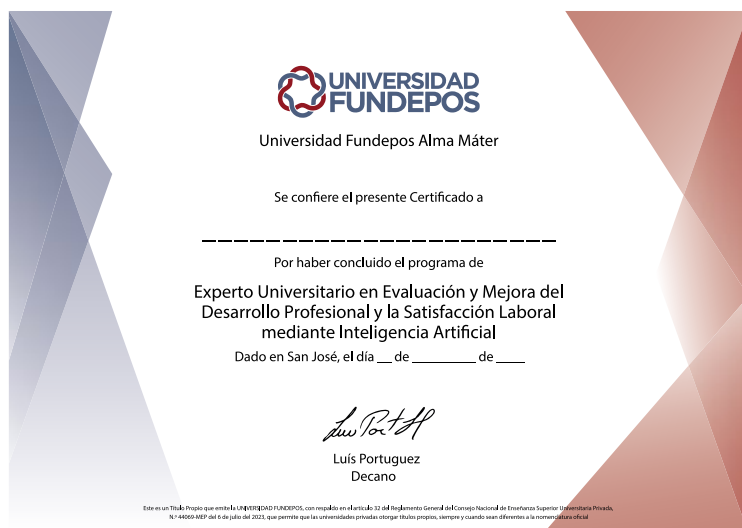 UNIVERSIDAD
FUNDEPOS
Universidad Fundepos Alma Máter
Se confiere el presente Certificado a
______________________
Por haber concluido el programa de
Experto Universitario en Evaluación y Mejora del
Desarrollo Profesional y la Satisfacción Laboral
mediante Inteligencia Artificial
Dado en San José, el día __ de ________ de ____
Luís Portuguez
Decano
Este es un Título Propio que emite la UNIVERSIDAD FUNDEPOS, con respaldo en el artículo 32 del Reglamento General del Consejo Nacional de Enseñanza Superior Universitaria Privada,
N.º 44069-MEP del 6 de julio del 2023, que permite que las universidades privadas otorgar títulos propios, siempre y cuando sean diferentes a la nomenclatura oficial